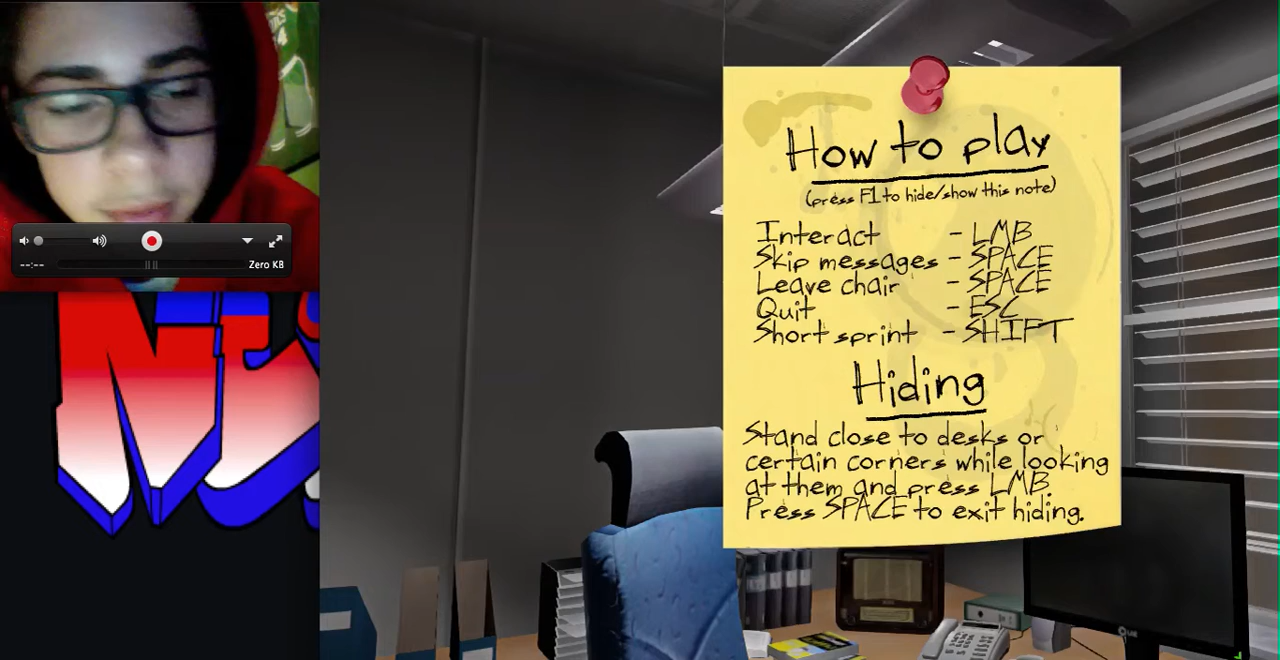 --:--
Zero KB
How to play
(press F1 to hide/show this note)
Interact - LMB
Skip messages - SPACE
Leave chair - SPACE
Quit - ESC
Short sprint - SHIFT
Hiding
Stand close to desks or
certain corners while looking
at them and press LMB.
Press SPACE to exit hiding.